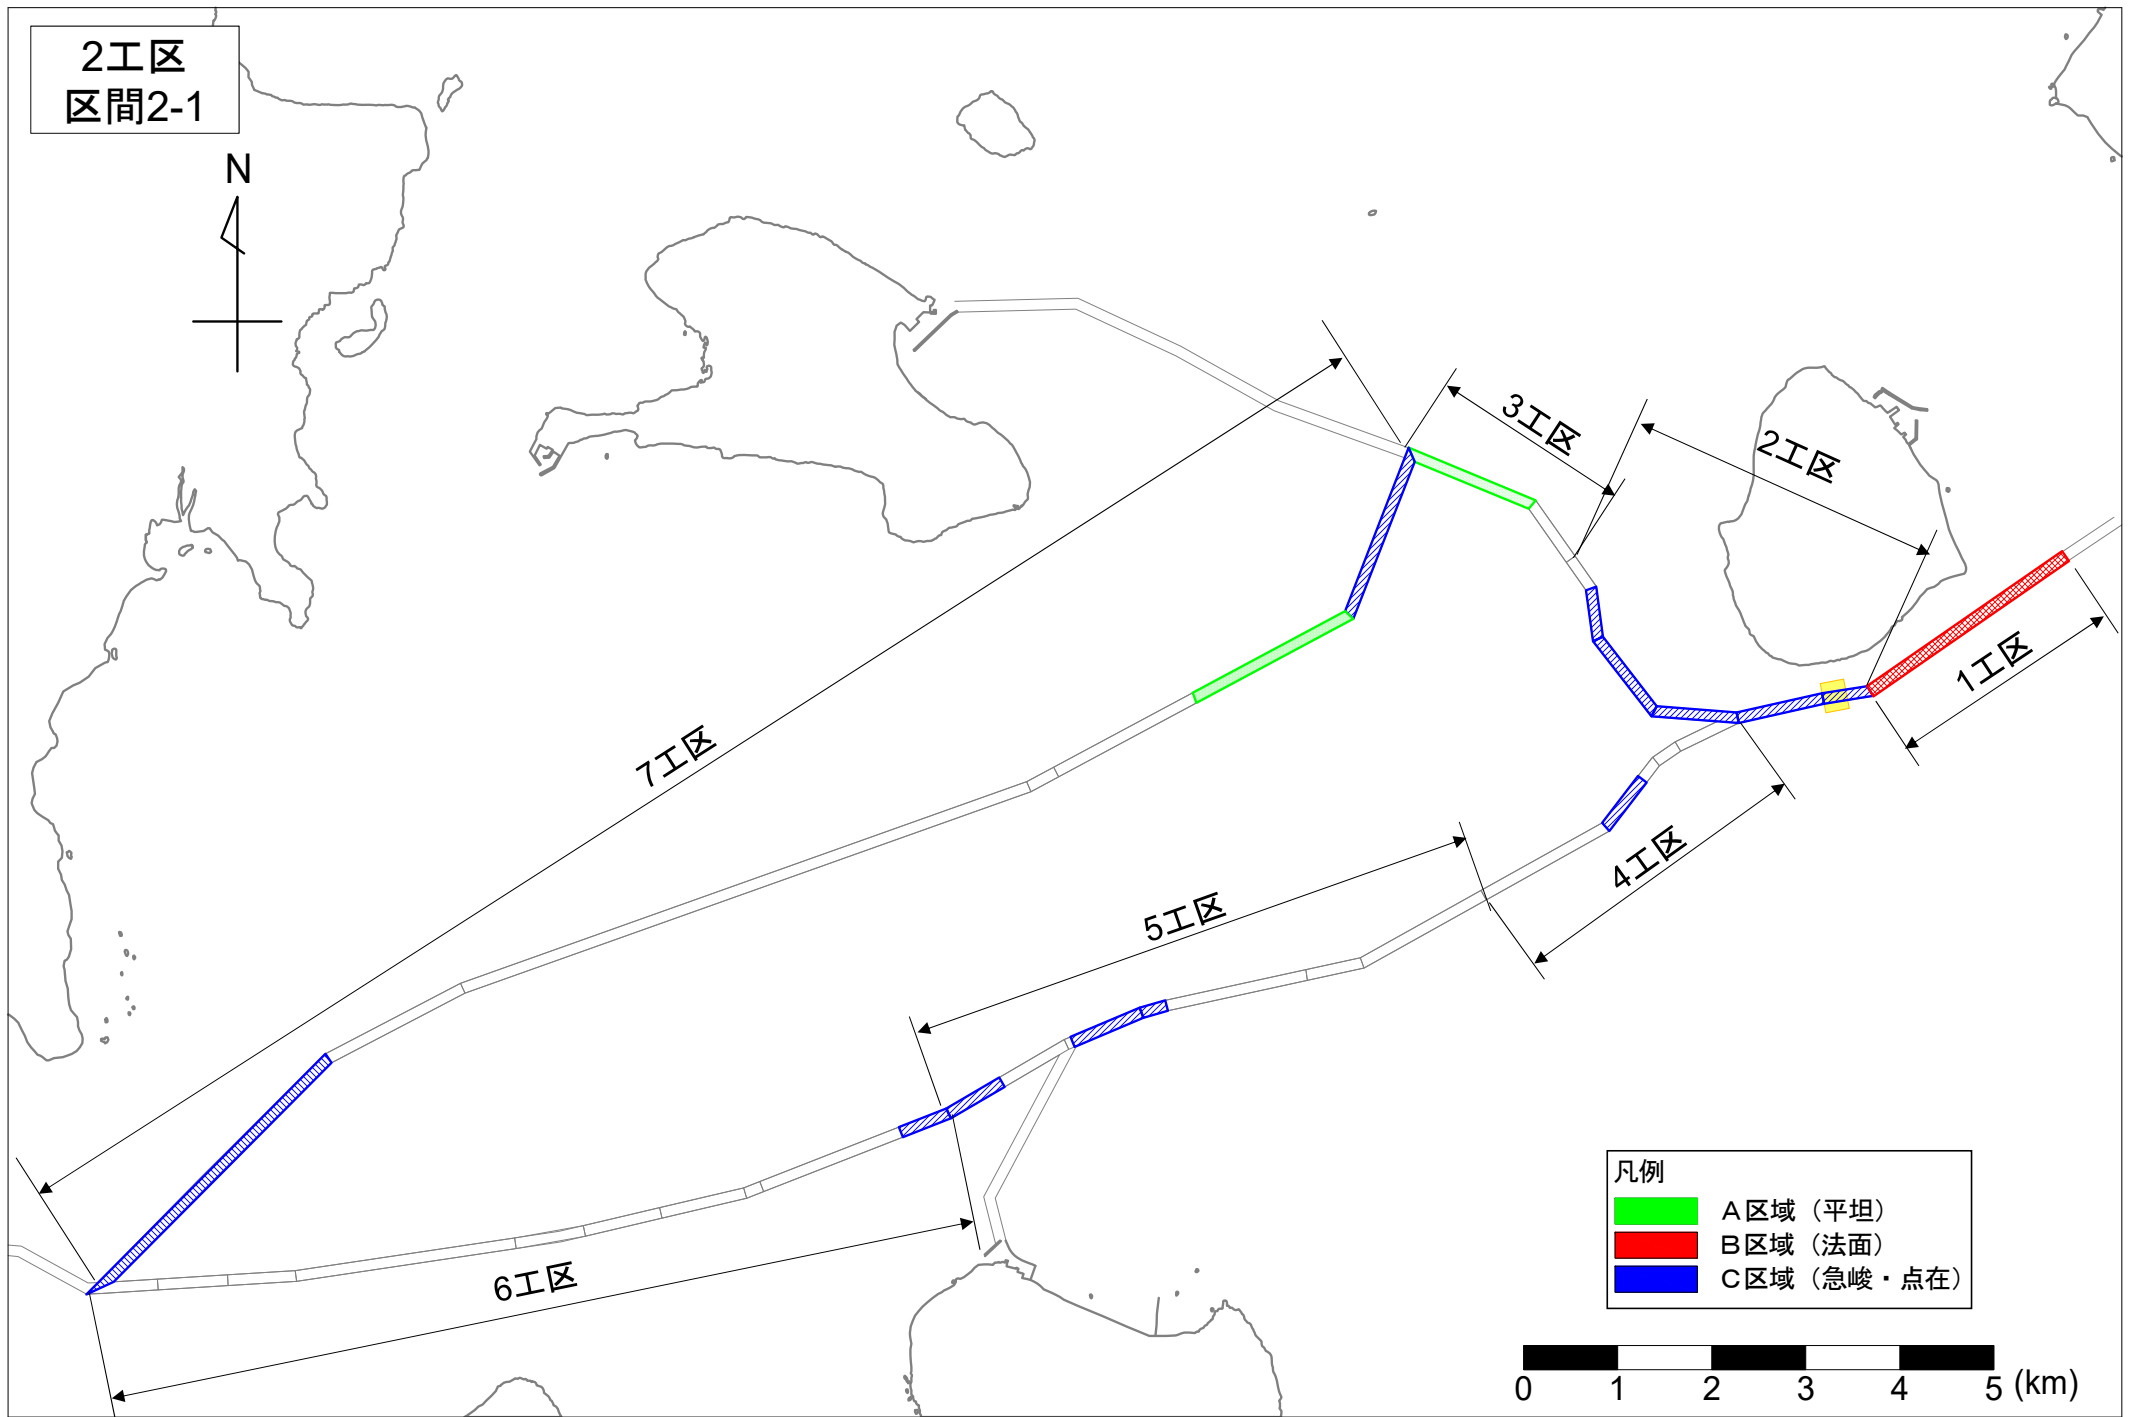 2工区
区間2-1
N
3工区
2工区
1工区
7工区
4工区
5工区
6工区
凡例
A区域（平坦）
B区域（法面）
C区域（急峻・点在）
0 1 2 3 4 5 (km)